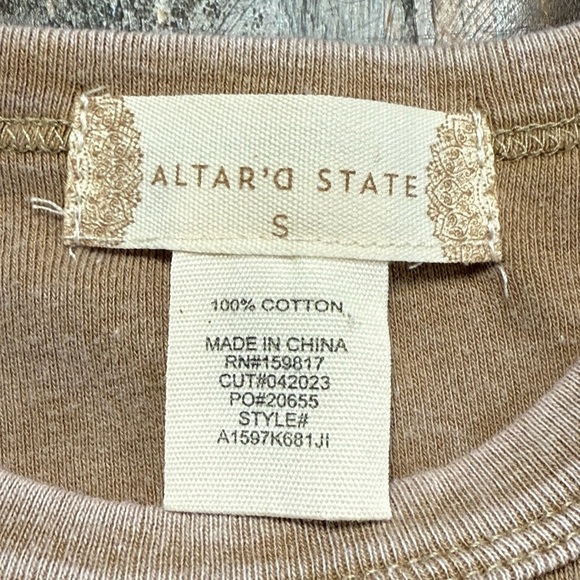 ALTAR'D STATE
S
100% COTTON
MADE IN CHINA
RN#159817
CUT#042023
PO#20655
STYLE#
A1597K681JI